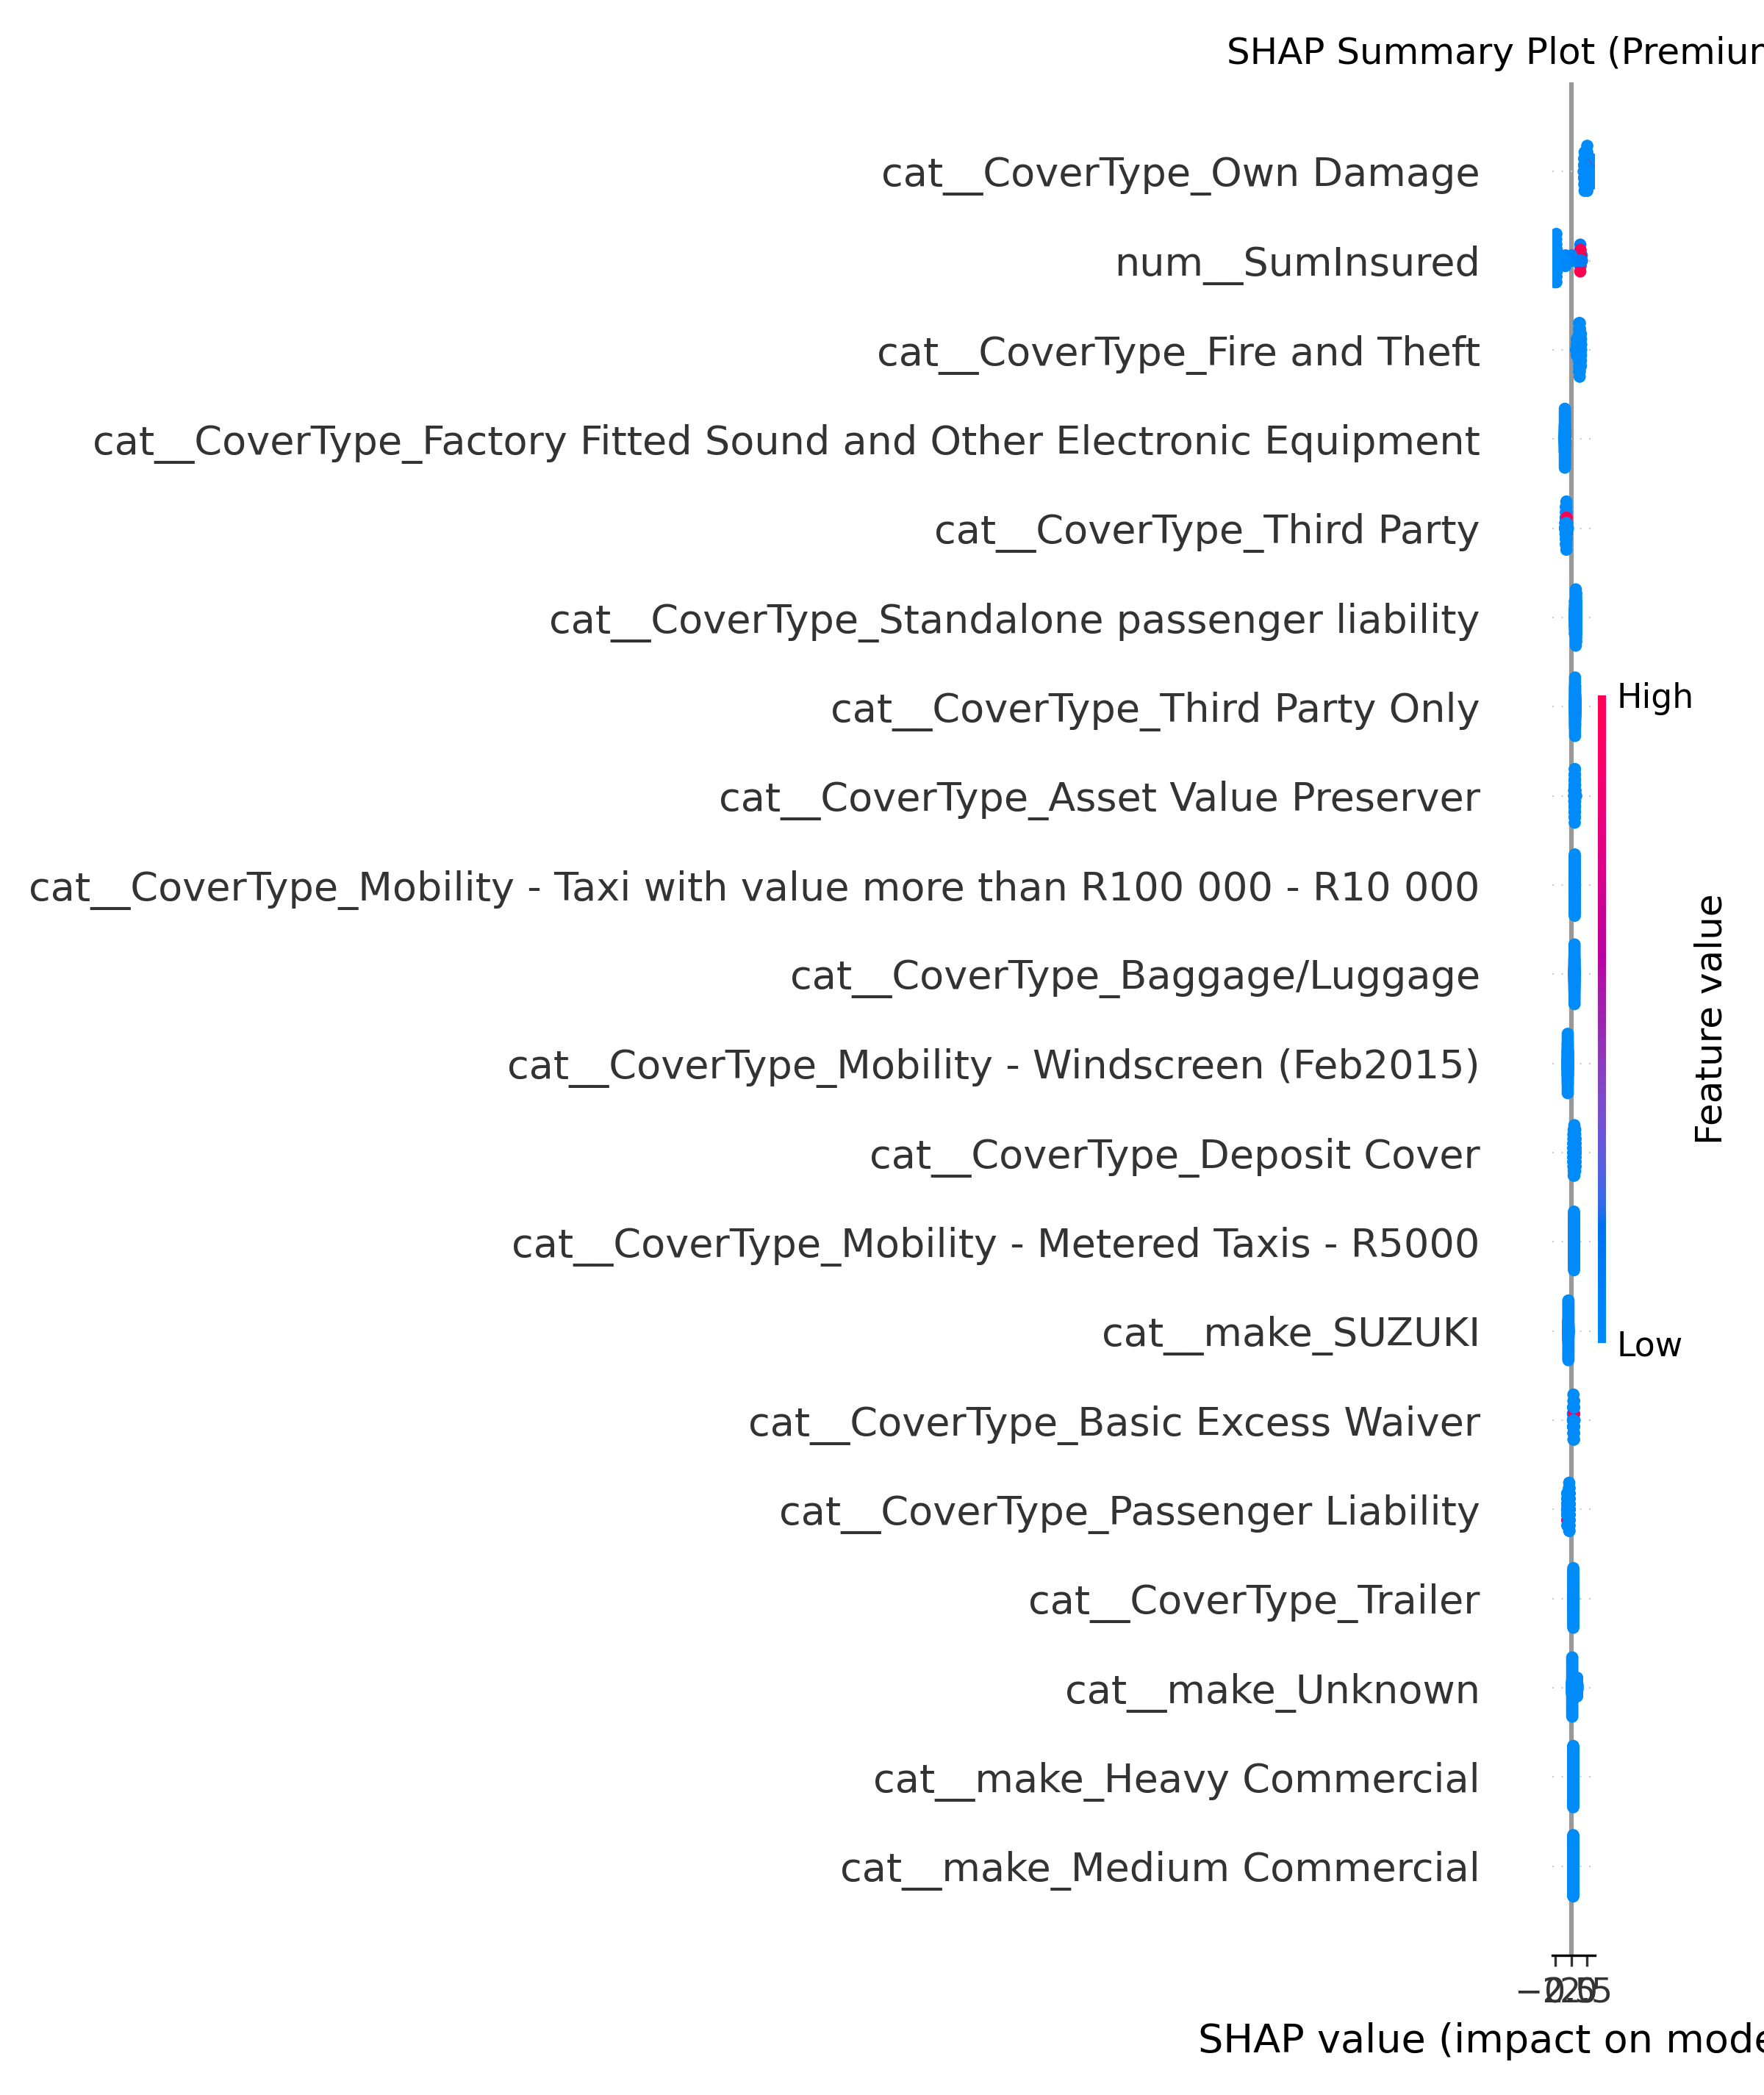 SHAP Summary Plot (Premium
cat__CoverType_Own Damage
num__SumInsured
cat__CoverType_Fire and Theft
cat__CoverType_Factory Fitted Sound and Other Electronic Equipment
cat__CoverType_Third Party
cat__CoverType_Standalone passenger liability
cat__CoverType_Third Party Only
cat__CoverType_Asset Value Preserver
cat__CoverType_Mobility - Taxi with value more than R100 000 - R10 000
cat__CoverType_Baggage/Luggage
cat__CoverType_Mobility - Windscreen (Feb2015)
cat__CoverType_Deposit Cover
cat__CoverType_Mobility - Metered Taxis - R5000
cat__make_SUZUKI
cat__CoverType_Basic Excess Waiver
cat__CoverType_Passenger Liability
cat__CoverType_Trailer
cat__make_Unknown
cat__make_Heavy Commercial
cat__make_Medium Commercial
SHAP value (impact on mode
High
Feature value
Low